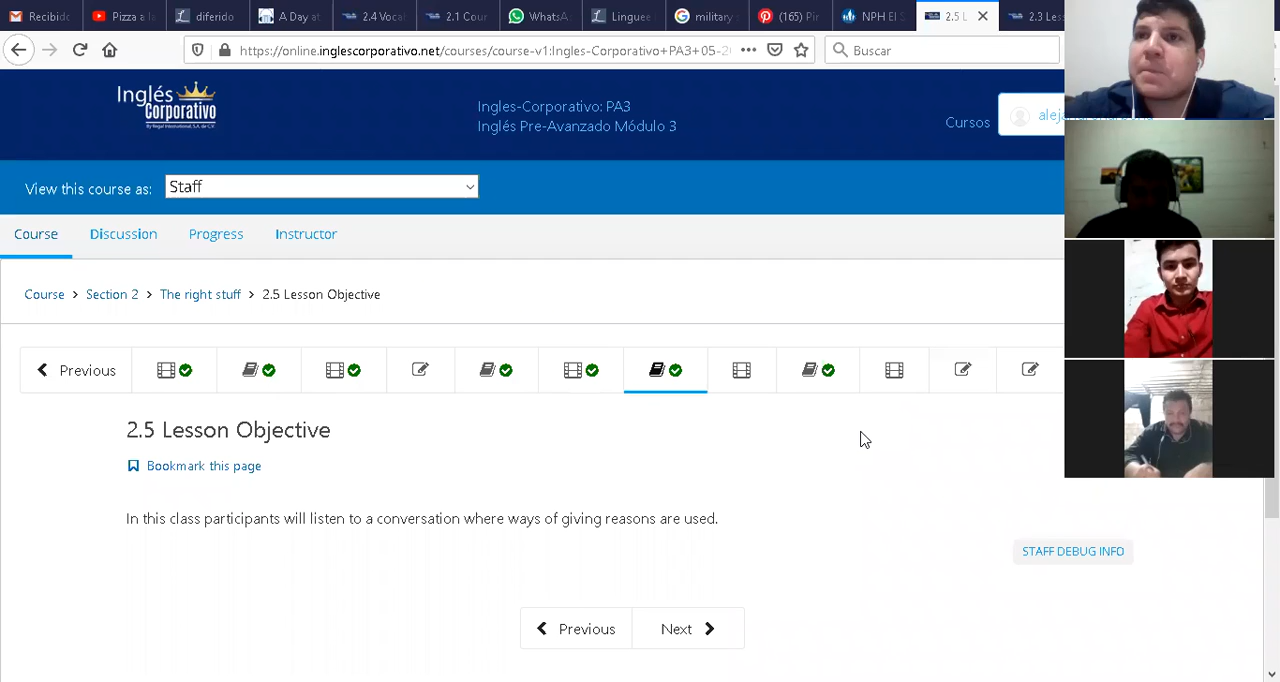 Recibido
Pizza a la
diferido
A Day at
2.4 Voca
2.1 Cour
WhatsA
Linguee
military
(165) Pin
NPH El S
2.5 L
2.3 Less
https://online.inglescorporativo.net/courses/course-v1:Ingles-Corporativo+PA3+05-2
Buscar
Inglés
Corporativo
Ingles-Corporativo: PA3
Inglés Pre-Avanzado Módulo 3
Cursos
View this course as:
Staff
Course
Discussion
Progress
Instructor
Course > Section 2 > The right stuff > 2.5 Lesson Objective
Previous
2.5 Lesson Objective
Bookmark this page
In this class participants will listen to a conversation where ways of giving reasons are used.
STAFF DEBUG INFO
Previous
Next